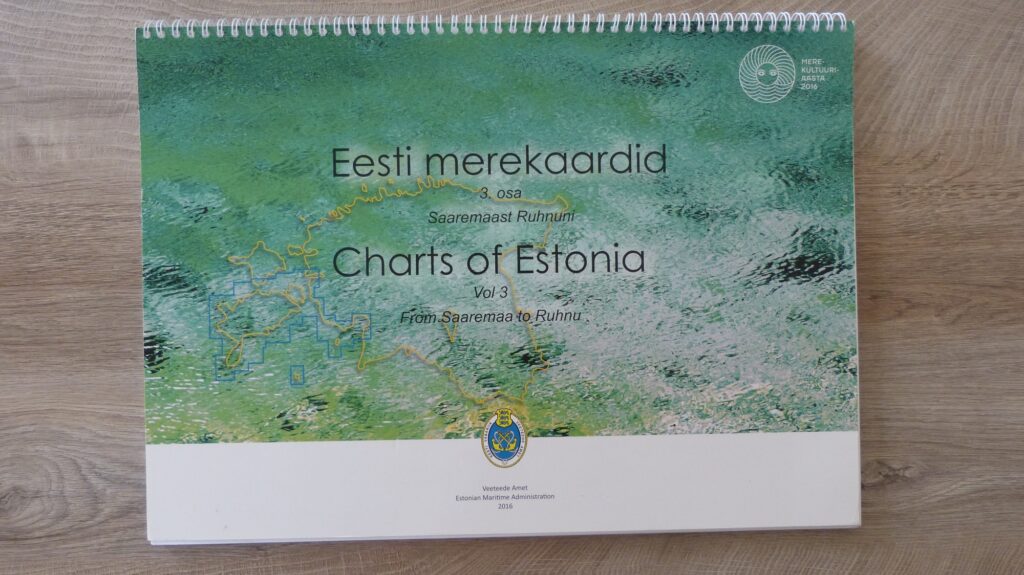 MERE-
KULTUURI-
AASTA
2016
Eesti merekaardid
3. osa
Saaremaast Ruhnuni
Charts of Estonia
Vol 3
From Saaremaa to Ruhnu
Veeteede Amet
Estonian Maritime Administration
2016